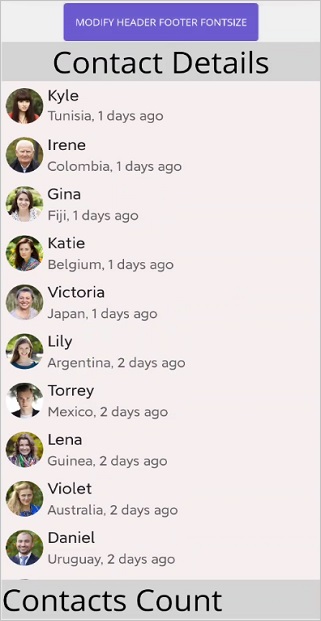 MODIFY HEADER FOOTER FONTSIZE
Contact Details
Kyle
Tunisia, 1 days ago
Irene
Colombia, 1 days ago
Gina
Fiji, 1 days ago
Katie
Belgium, 1 days ago
Victoria
Japan, 1 days ago
Lily
Argentina, 2 days ago
Torrey
Mexico, 2 days ago
Lena
Guinea, 2 days ago
Violet
Australia, 2 days ago
Daniel
Uruguay, 2 days ago
Contacts Count